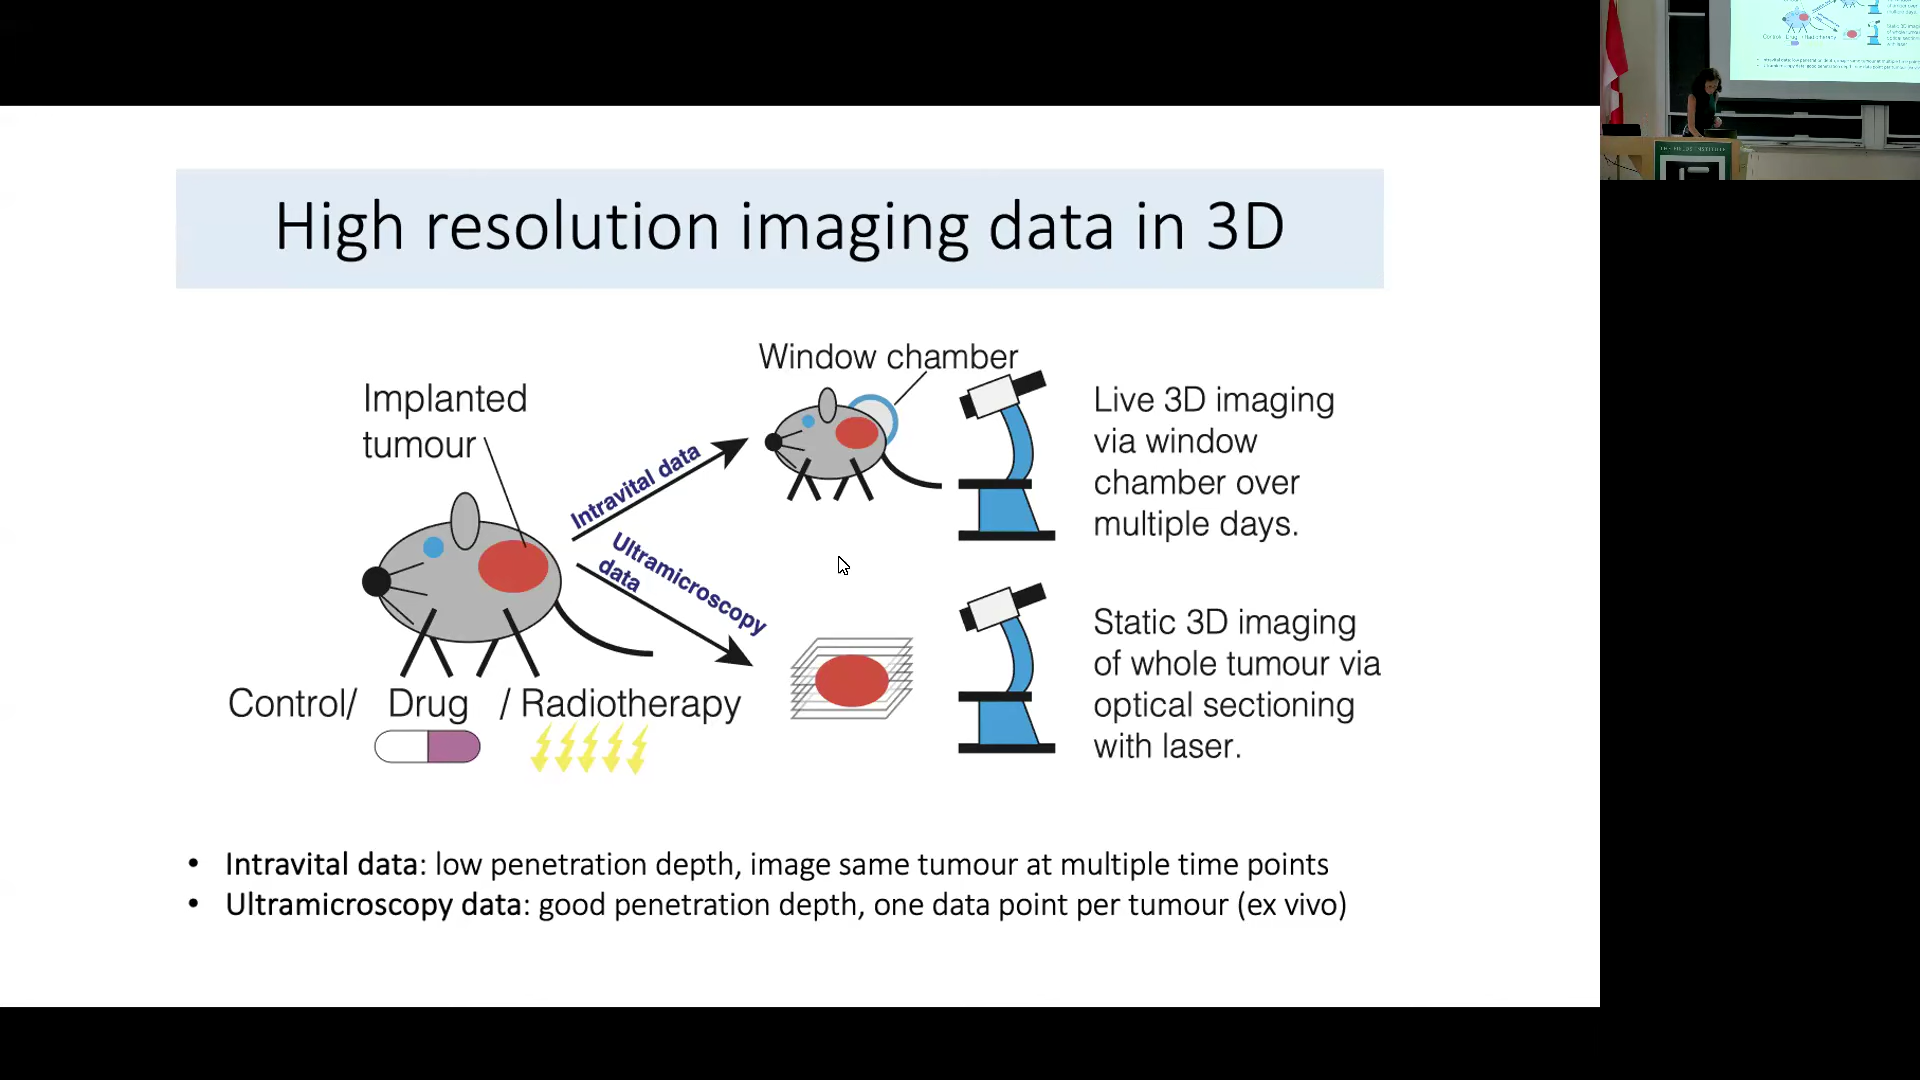 High resolution imaging data in 3D
Window chamber
Implanted
tumour
Intravital data
Live 3D imaging
via window
chamber over
multiple days.
Ultramicroscopy
data
Static 3D imaging
of whole tumour via
optical sectioning
with laser.
Control/ Drug / Radiotherapy
• Intravital data: low penetration depth, image same tumour at multiple time points
• Ultramicroscopy data: good penetration depth, one data point per tumour (ex vivo)
THE FIELDS INSTITUTE